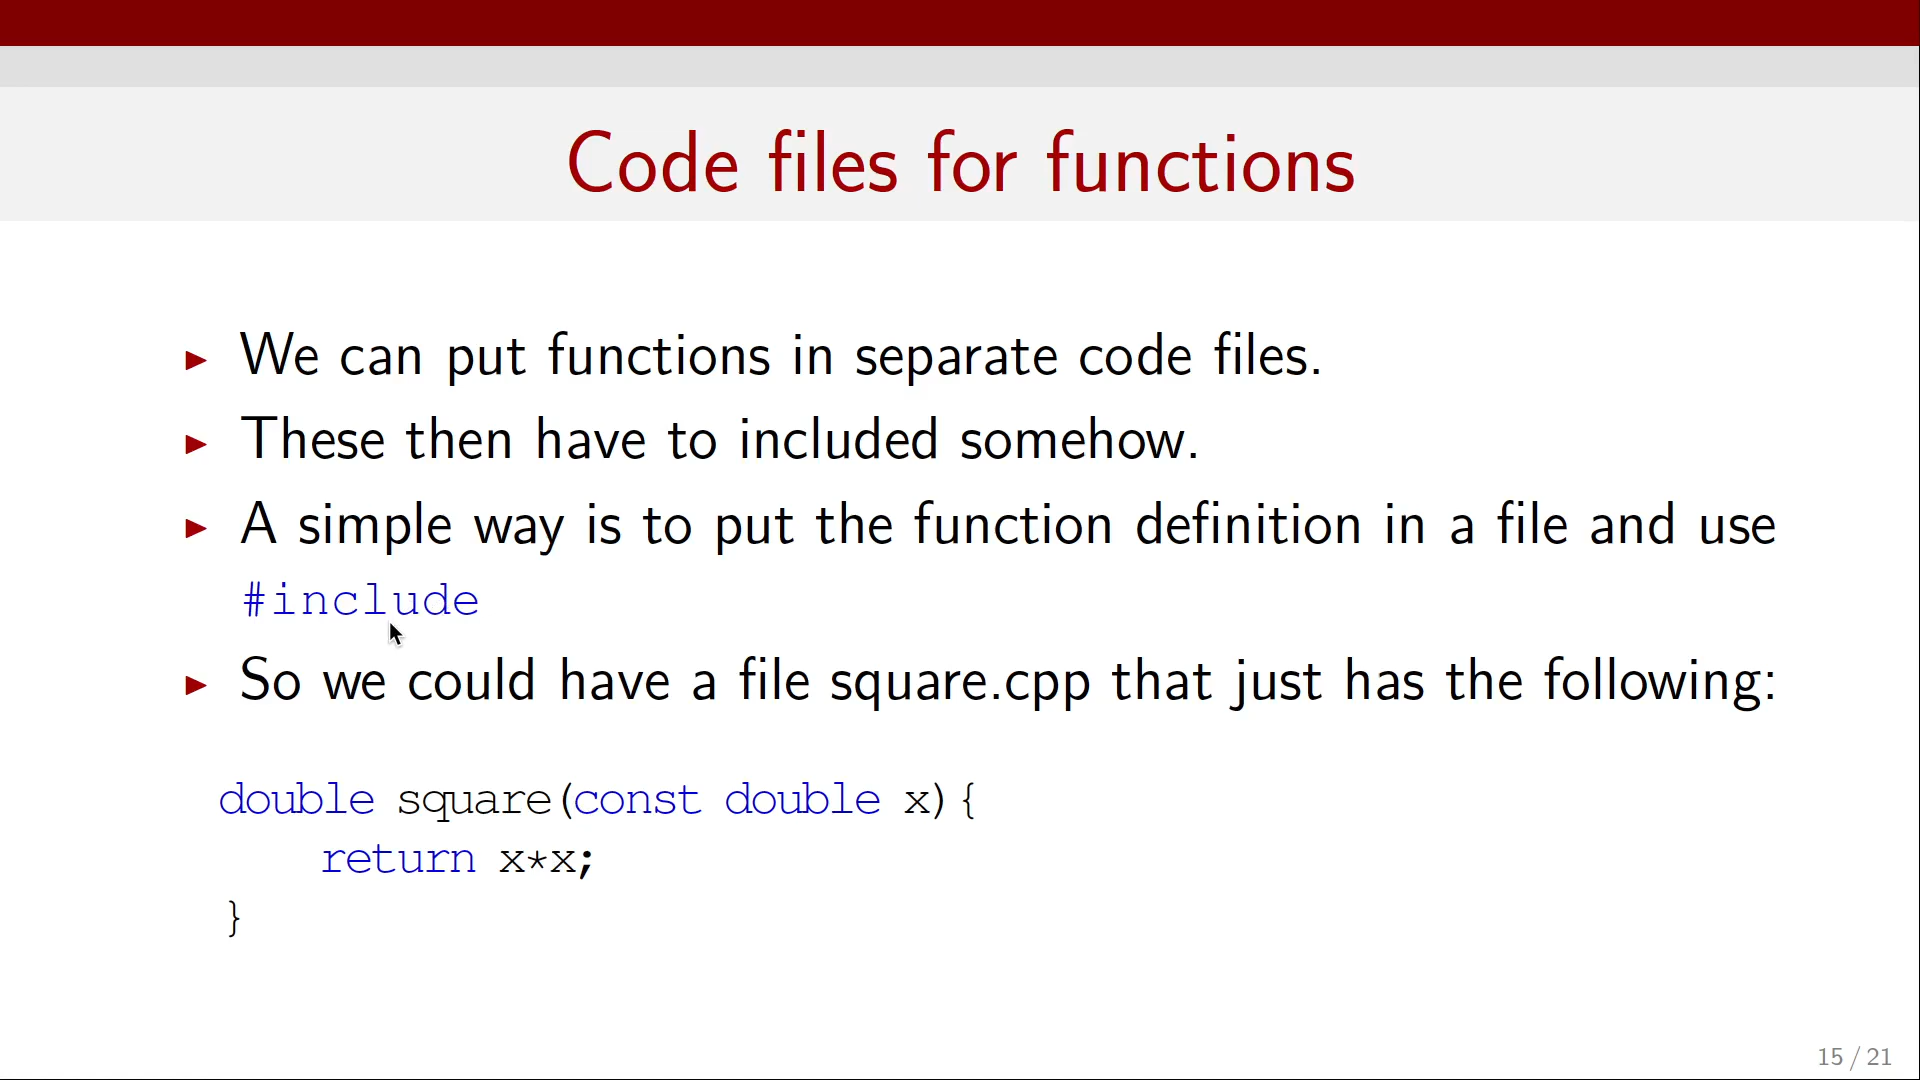 Code files for functions
We can put functions in separate code files.
These then have to included somehow.
A simple way is to put the function definition in a file and use
#include
So we could have a file square.cpp that just has the following:
double square(const double x){
    return x*x;
}
15 / 21